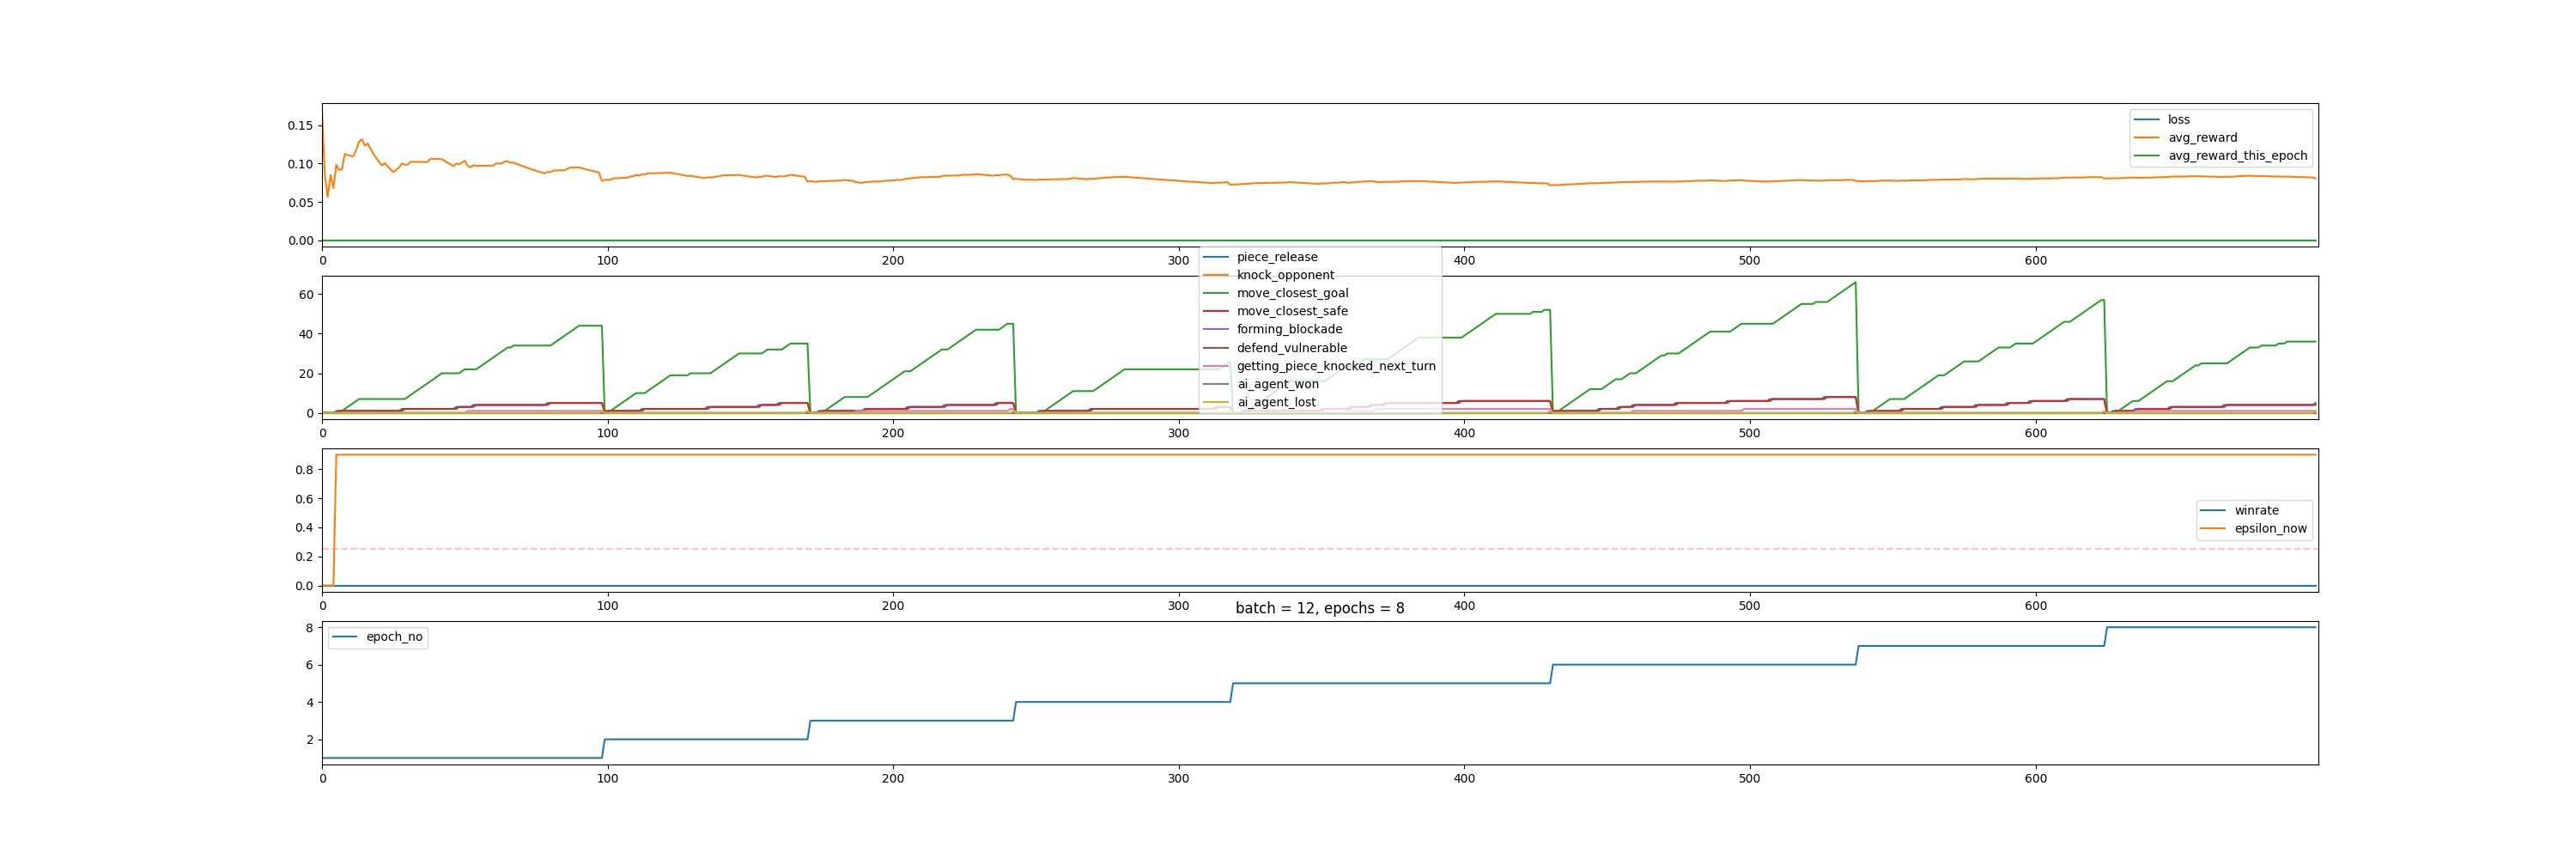 0.15
0.10
0.05
0.00
loss
avg_reward
avg_reward_this_epoch
0 100 200 300 400 500 600
60
40
20
0
piece_release
knock_opponent
move_closest_goal
move_closest_safe
forming_blockade
defend_vulnerable
getting_piece_knocked_next_turn
ai_agent_won
ai_agent_lost
0 100 200 300 400 500 600
0.8
0.6
0.4
0.2
0.0
winrate
epsilon_now
0 100 200 300 400 500 600
batch = 12, epochs = 8
8
6
4
2
epoch_no
0 100 200 300 400 500 600